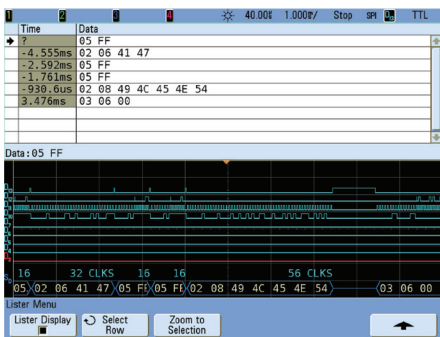 1 2 3 4 40.00% 1.000%/ Stop SPI TTL
Time Data
? 05 FF
-4.555ms 02 06 41 47
-2.592ms 05 FF
-1.761ms 05 FF
-930.6us 02 08 49 4C 45 4E 54
3.476ms 03 06 00
Data:05 FF
16 32 CLKS 16 16 56 CLKS
05 02 06 41 47 05 FF 05 FF 02 08 49 4C 45 4E 54 03 06 00
Lister Menu
Lister Display Select Row Zoom to Selection